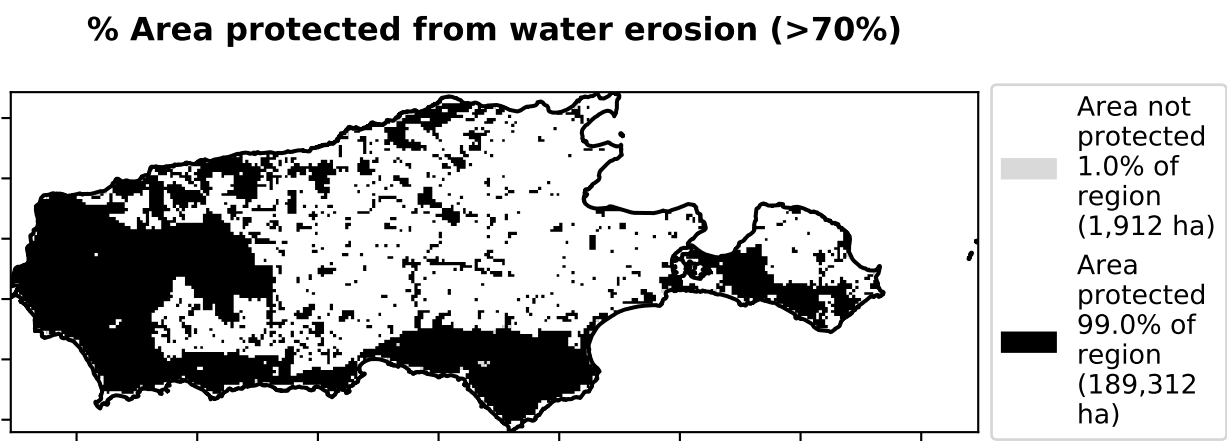 % Area protected from water erosion (>70%)
Area not
protected
1.0% of
region
(1,912 ha)
Area
protected
99.0% of
region
(189,312
ha)